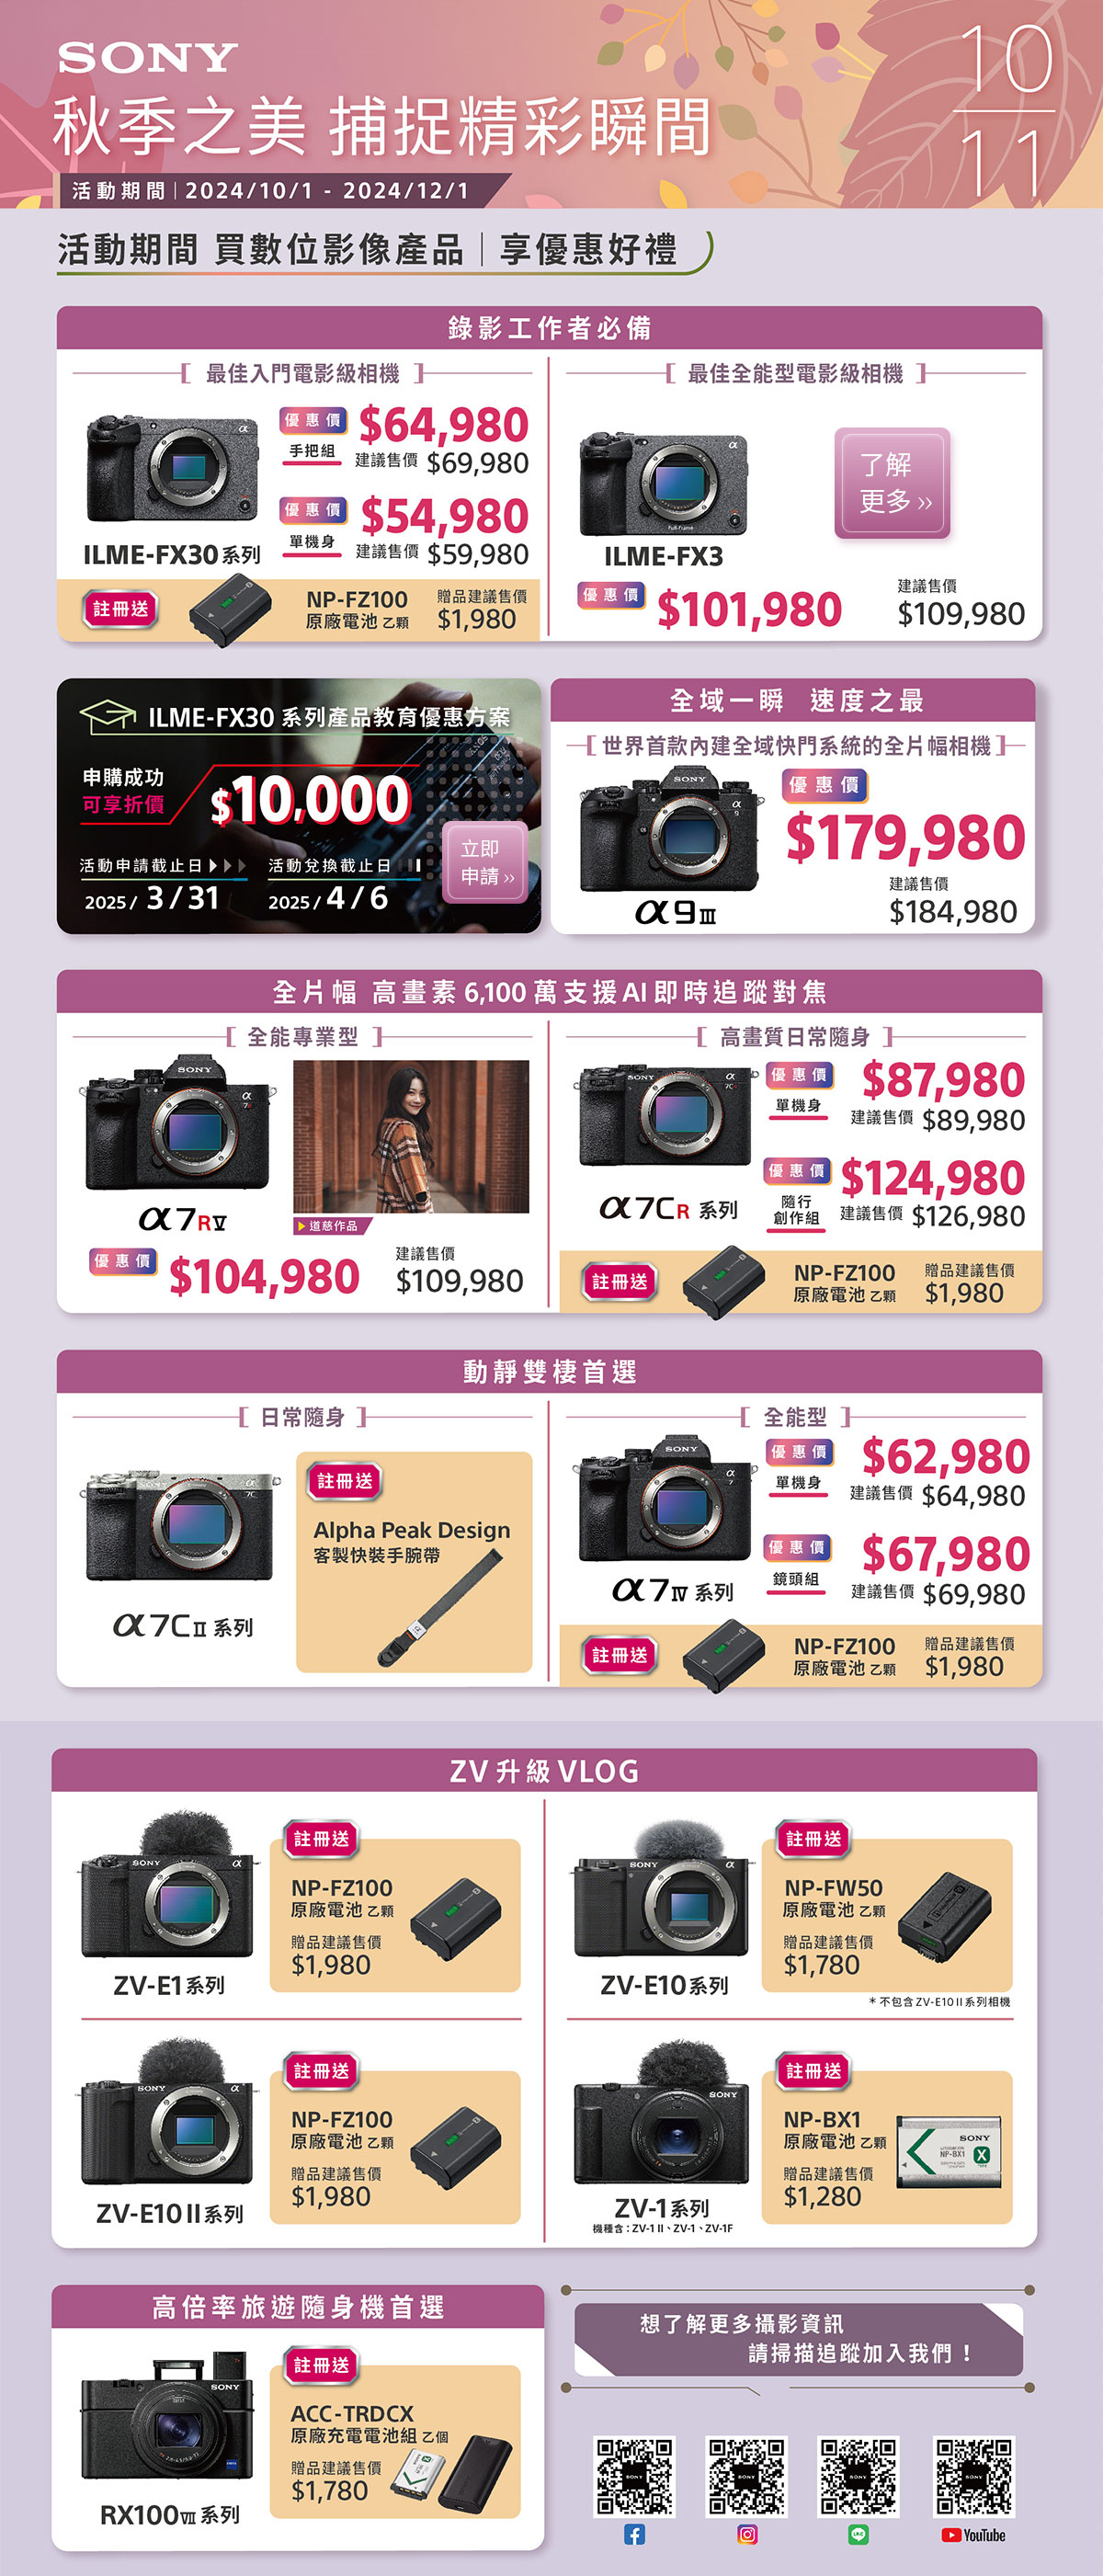 SONY
秋季之美 捕捉精彩瞬間
10
11
活動期間｜2024/10/1 - 2024/12/1
活動期間 買數位影像產品｜享優惠好禮
錄影工作者必備
最佳入門電影級相機
優惠價 $64,980
手把組 建議售價 $69,980
優惠價 $54,980
單機身 建議售價 $59,980
ILME-FX30 系列
註冊送
NP-FZ100
原廠電池 乙顆
贈品建議售價
$1,980
最佳全能型電影級相機
Full-Frame
ILME-FX3
了解
更多 »
優惠價 $101,980
建議售價
$109,980
ILME-FX30 系列產品教育優惠方案
申購成功
可享折價
$10,000
活動申請截止日
2025/ 3/31
活動兌換截止日
2025/ 4/6
立即
申請 »
全域一瞬 速度之最
世界首款內建全域快門系統的全片幅相機
SONY
α9III
優惠價
$179,980
建議售價
$184,980
全片幅 高畫素 6,100 萬支援 AI 即時追蹤對焦
全能專業型
SONY
α7RV
道慈作品
優惠價 $104,980
建議售價
$109,980
高畫質日常隨身
SONY
優惠價 $87,980
單機身 建議售價 $89,980
優惠價 $124,980
隨行
創作組 建議售價 $126,980
α7CR 系列
註冊送
NP-FZ100
原廠電池 乙顆
贈品建議售價
$1,980
動靜雙棲首選
日常隨身
SONY
α7CII 系列
註冊送
Alpha Peak Design
客製快裝手腕帶
全能型
SONY
優惠價 $62,980
單機身 建議售價 $64,980
優惠價 $67,980
鏡頭組 建議售價 $69,980
α7IV 系列
註冊送
NP-FZ100
原廠電池 乙顆
贈品建議售價
$1,980
ZV 升級 VLOG
SONY
ZV-E1 系列
註冊送
NP-FZ100
原廠電池 乙顆
贈品建議售價
$1,980
SONY
ZV-E10 系列
註冊送
NP-FW50
原廠電池 乙顆
贈品建議售價
$1,780
＊不包含 ZV-E10 II 系列相機
SONY
ZV-E10 II 系列
註冊送
NP-FZ100
原廠電池 乙顆
贈品建議售價
$1,980
SONY
ZV-1 系列
機種含：ZV-1 II、ZV-1、ZV-1F
註冊送
NP-BX1
原廠電池 乙顆
贈品建議售價
$1,280
SONY
NP-BX1
X
高倍率旅遊隨身機首選
SONY
RX100VII 系列
註冊送
ACC-TRDCX
原廠充電電池組 乙個
贈品建議售價
$1,780
想了解更多攝影資訊
請掃描追蹤加入我們！
SONY
SONY
SONY
SONY
YouTube